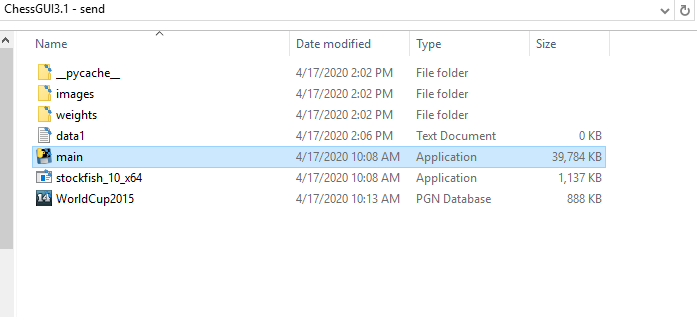 ChessGUI3.1 - send
Name Date modified Type Size
__pycache__ 4/17/2020 2:02 PM File folder
images 4/17/2020 2:02 PM File folder
weights 4/17/2020 2:02 PM File folder
data1 4/17/2020 2:06 PM Text Document 0 KB
main 4/17/2020 10:08 AM Application 39,784 KB
stockfish_10_x64 4/17/2020 10:08 AM Application 1,137 KB
14 WorldCup2015 4/17/2020 10:13 AM PGN Database 888 KB